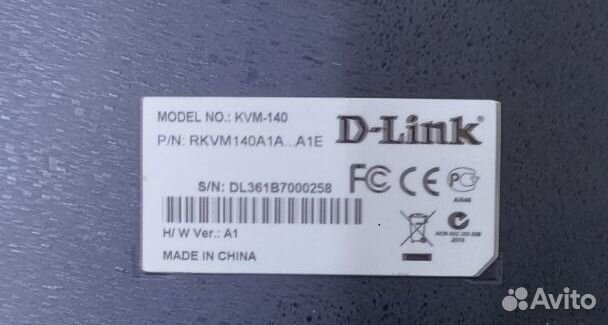 MODEL NO.: KVM-140
P/N: RKVM140A1A...A1E
D-Link
S/N: DL361B7000258
FC CE
H/W Ver.: A1
MADE IN CHINA
Avito